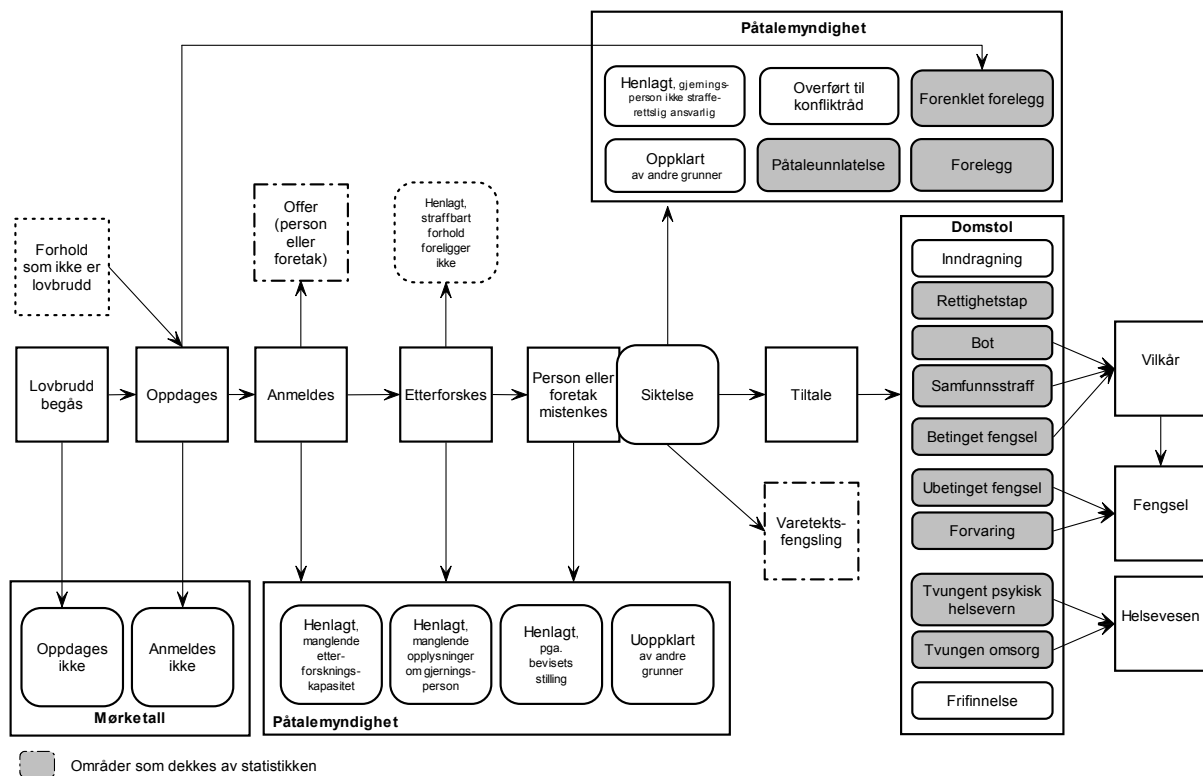 Påtalemyndighet
Henlagt, gjernings-
person ikke straffe-
rettslig ansvarlig
Overført til
konfliktråd
Forenklet forelegg
Oppklart
av andre grunner
Påtaleunnlatelse
Forelegg
Forhold
som ikke er
lovbrudd
Offer
(person
eller
foretak)
Henlagt,
straffbart
forhold
foreligger
ikke
Lovbrudd
begås
Oppdages
Anmeldes
Etterforskes
Person eller
foretak
mistenkes
Siktelse
Tiltale
Varetekts-
fengsling
Domstol
Inndragning
Rettighetstap
Bot
Samfunnsstraff
Betinget fengsel
Ubetinget fengsel
Forvaring
Tvungent psykisk
helsevern
Tvungen omsorg
Frifinnelse
Vilkår
Fengsel
Helsevesen
Oppdages
ikke
Anmeldes
ikke
Mørketall
Henlagt,
manglende
etter-
forsknings-
kapasitet
Henlagt,
manglende
opplysninger
om gjernings-
person
Henlagt,
pga.
bevisets
stilling
Uoppklart
av andre
grunner
Påtalemyndighet
Områder som dekkes av statistikken